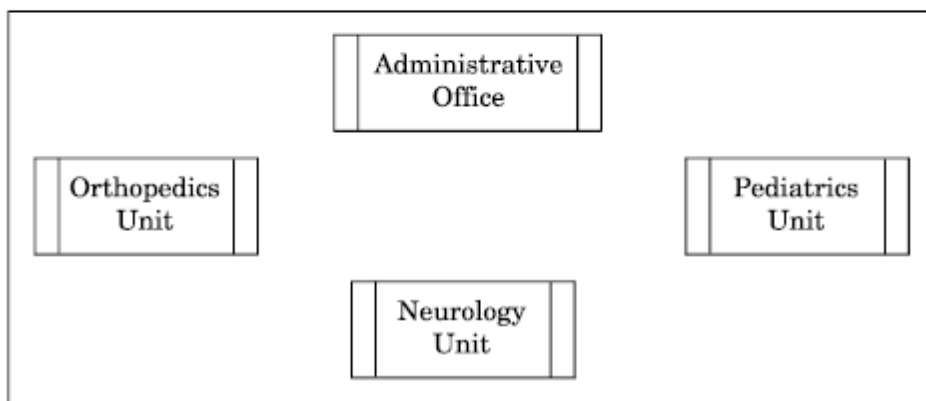 Administrative
Office
Orthopedics
Unit
Pediatrics
Unit
Neurology
Unit